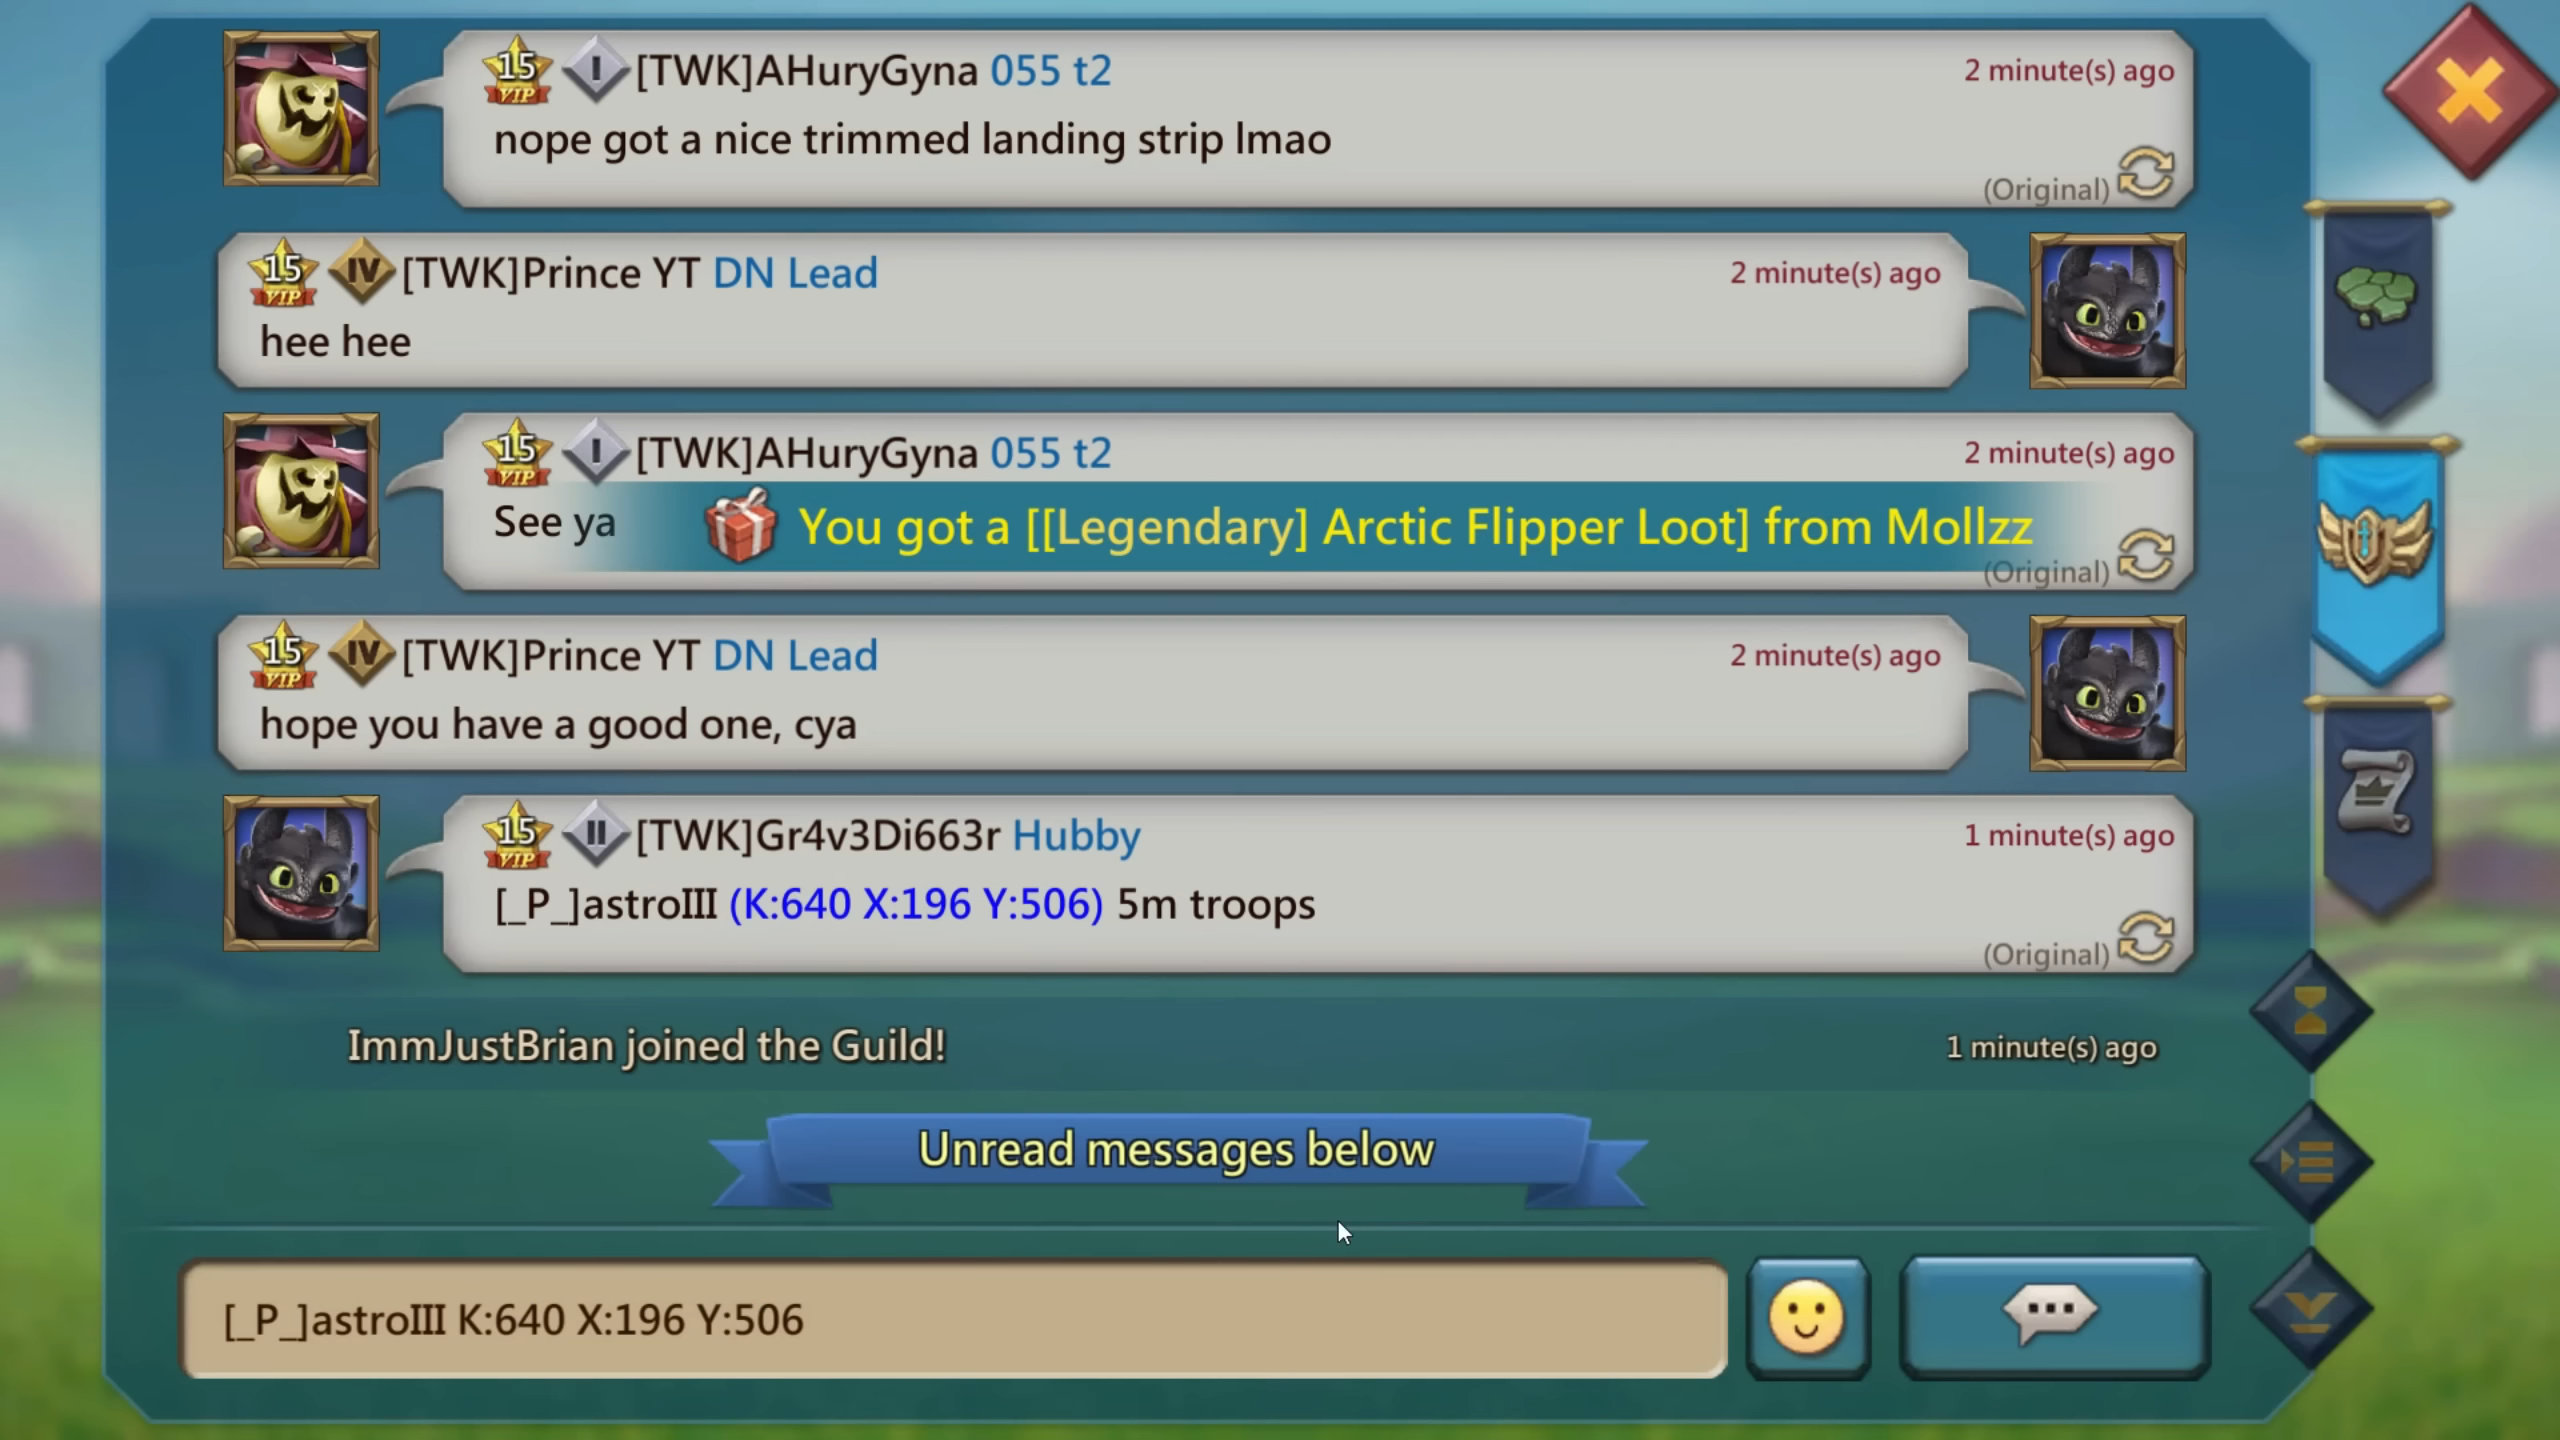 15 VIP I [TWK]AHuryGyna 055 t2 2 minute(s) ago
nope got a nice trimmed landing strip lmao
(Original)
15 VIP IV [TWK]Prince YT DN Lead 2 minute(s) ago
hee hee
15 VIP I [TWK]AHuryGyna 055 t2 2 minute(s) ago
See ya
You got a [[Legendary] Arctic Flipper Loot] from Mollzz
(Original)
15 VIP IV [TWK]Prince YT DN Lead 2 minute(s) ago
hope you have a good one, cya
15 VIP II [TWK]Gr4v3Di663r Hubby 1 minute(s) ago
[_P_]astroIII (K:640 X:196 Y:506) 5m troops
(Original)
ImmJustBrian joined the Guild! 1 minute(s) ago
Unread messages below
[_P_]astroIII K:640 X:196 Y:506